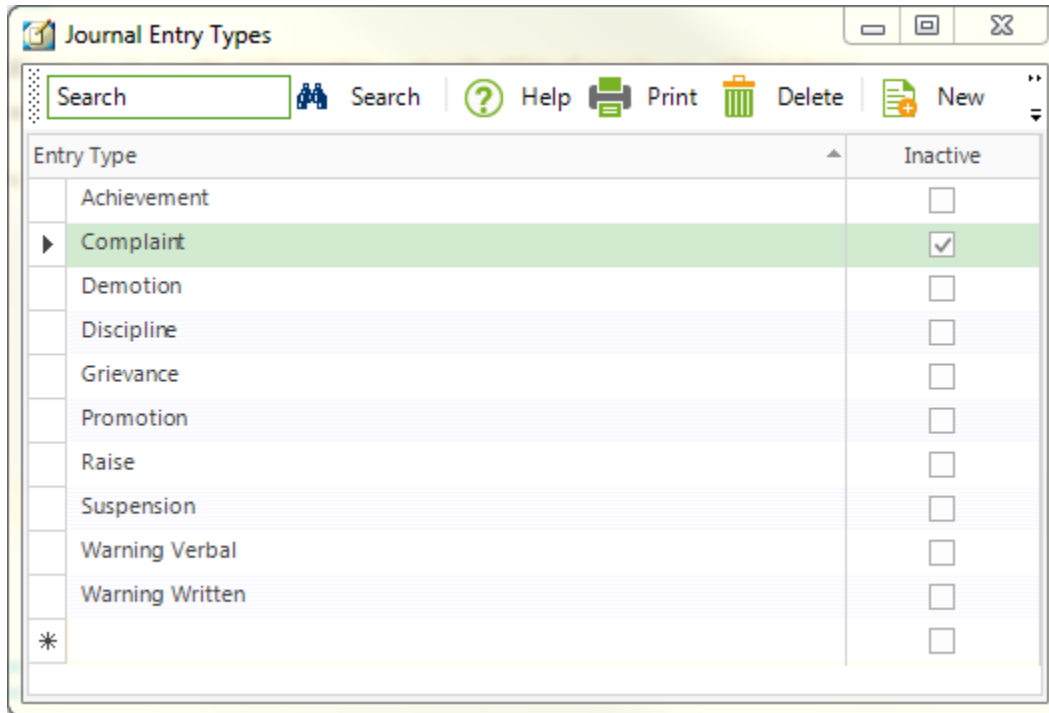 Journal Entry Types
Search Search Help Print Delete New
Entry Type Inactive
Achievement
Complaint
Demotion
Discipline
Grievance
Promotion
Raise
Suspension
Warning Verbal
Warning Written